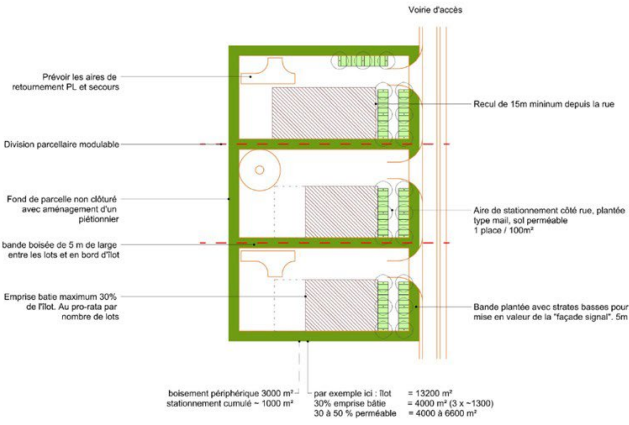 Voirie d'accès
Prévoir les aires de
retournement PL et secours
Recul de 15m mininum depuis la rue
Division parcellaire modulable
Fond de parcelle non clôturé
avec aménagement d'un
piétionnier
Aire de stationnement côté rue, plantée
type mail, sol perméable
1 place / 100m²
bande boisée de 5 m de large
entre les lots et en bord d'îlot
Emprise batie maximum 30%
de l'îlot. Au pro-rata par
nombre de lots
Bande plantée avec strates basses pour
mise en valeur de la "façade signal". 5m
boisement périphérique 3000 m²
stationnement cumulé ~ 1000 m²
par exemple ici : îlot = 13200 m²
30% emprise bâtie = 4000 m² (3 x ~1300)
30 à 50 % perméable = 4000 à 6600 m²